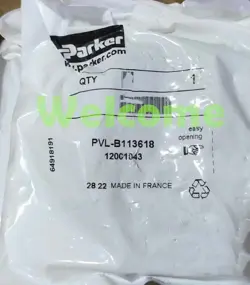 Parker
parker.com
QTY
1
Welcome
easy
opening
PVL-B113618
12001043
64918191
28 22 MADE IN FRANCE